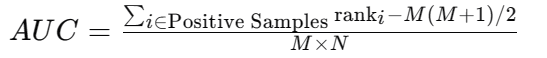 AUC = \frac{\sum_{i \in \text{Positive Samples}} \text{rank}_i - M(M+1)/2}{M \times N}